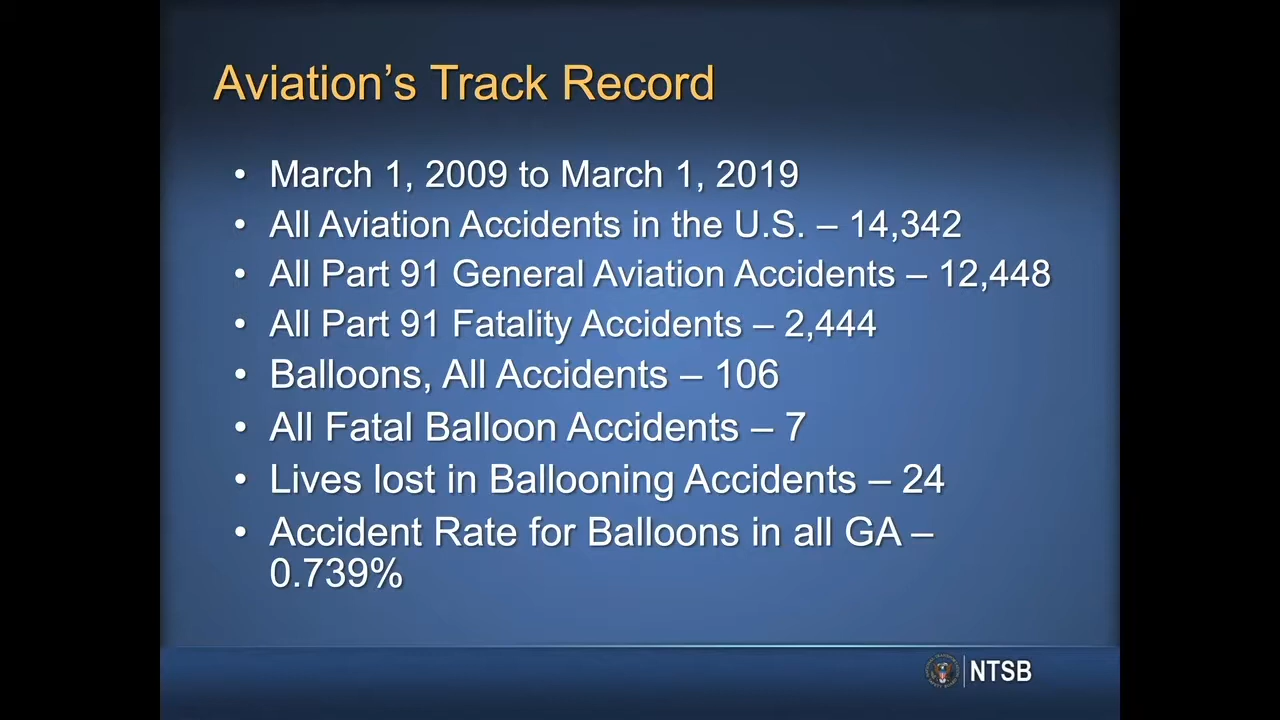 Aviation’s Track Record
• March 1, 2009 to March 1, 2019
• All Aviation Accidents in the U.S. – 14,342
• All Part 91 General Aviation Accidents – 12,448
• All Part 91 Fatality Accidents – 2,444
• Balloons, All Accidents – 106
• All Fatal Balloon Accidents – 7
• Lives lost in Ballooning Accidents – 24
• Accident Rate for Balloons in all GA –
0.739%
NTSB